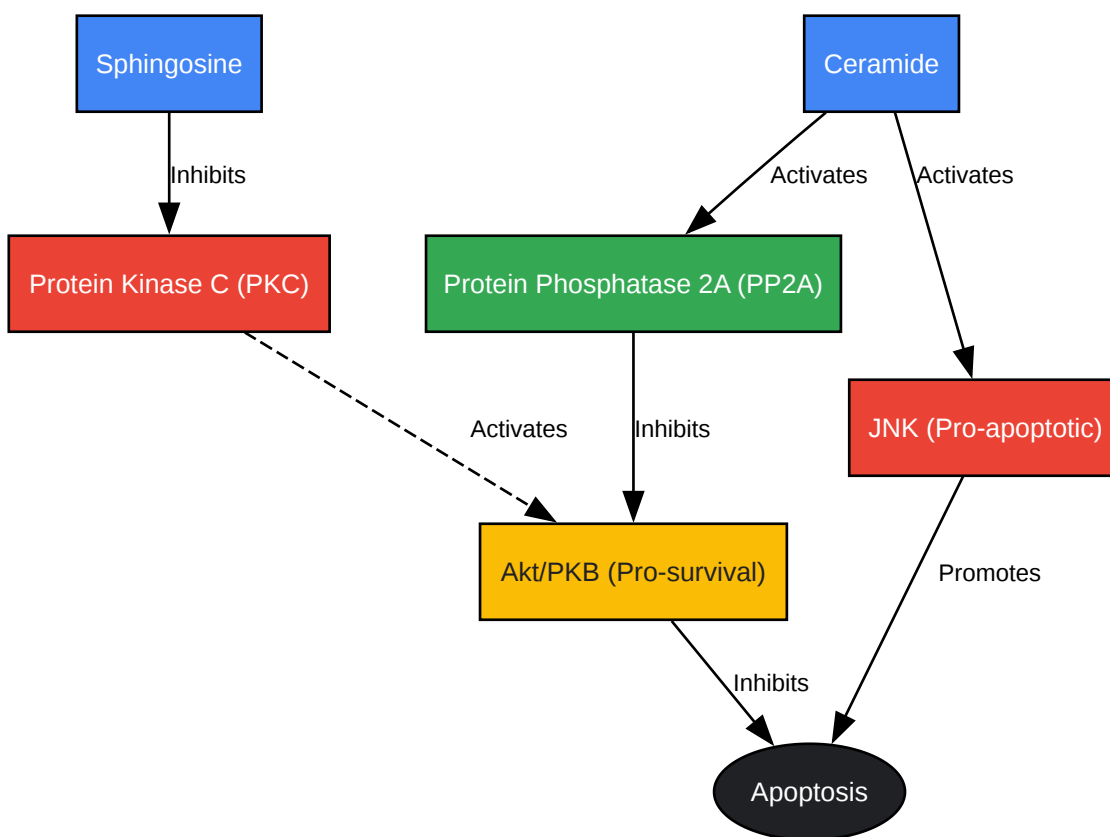 Sphingosine
Ceramide
Inhibits
Activates
Activates
Protein Kinase C (PKC)
Protein Phosphatase 2A (PP2A)
JNK (Pro-apoptotic)
Activates
Inhibits
Akt/PKB (Pro-survival)
Promotes
Inhibits
Apoptosis